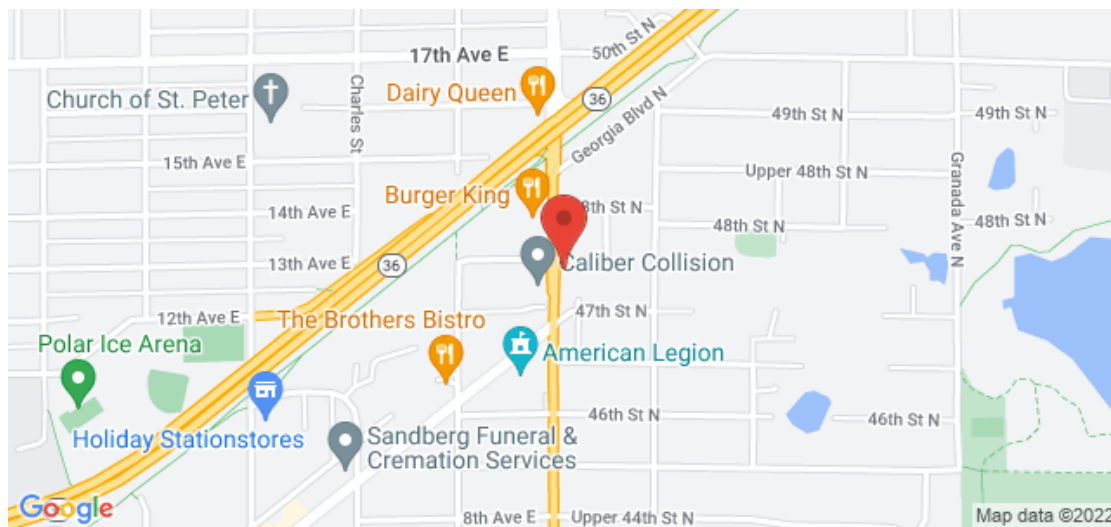 50th St N
17th Ave E
Dairy Queen
Church of St. Peter
Charles St
36
49th St N
49th St N
Georgia Blvd N
15th Ave E
Upper 48th St N
Granada Ave N
Burger King
8th St N
14th Ave E
48th St N
48th St N
13th Ave E
36
Caliber Collision
12th Ave E
The Brothers Bistro
47th St N
Polar Ice Arena
American Legion
46th St N
46th St N
Holiday Stationstores
Sandberg Funeral &
Cremation Services
Google
8th Ave E
Upper 44th St N
Map data ©2022